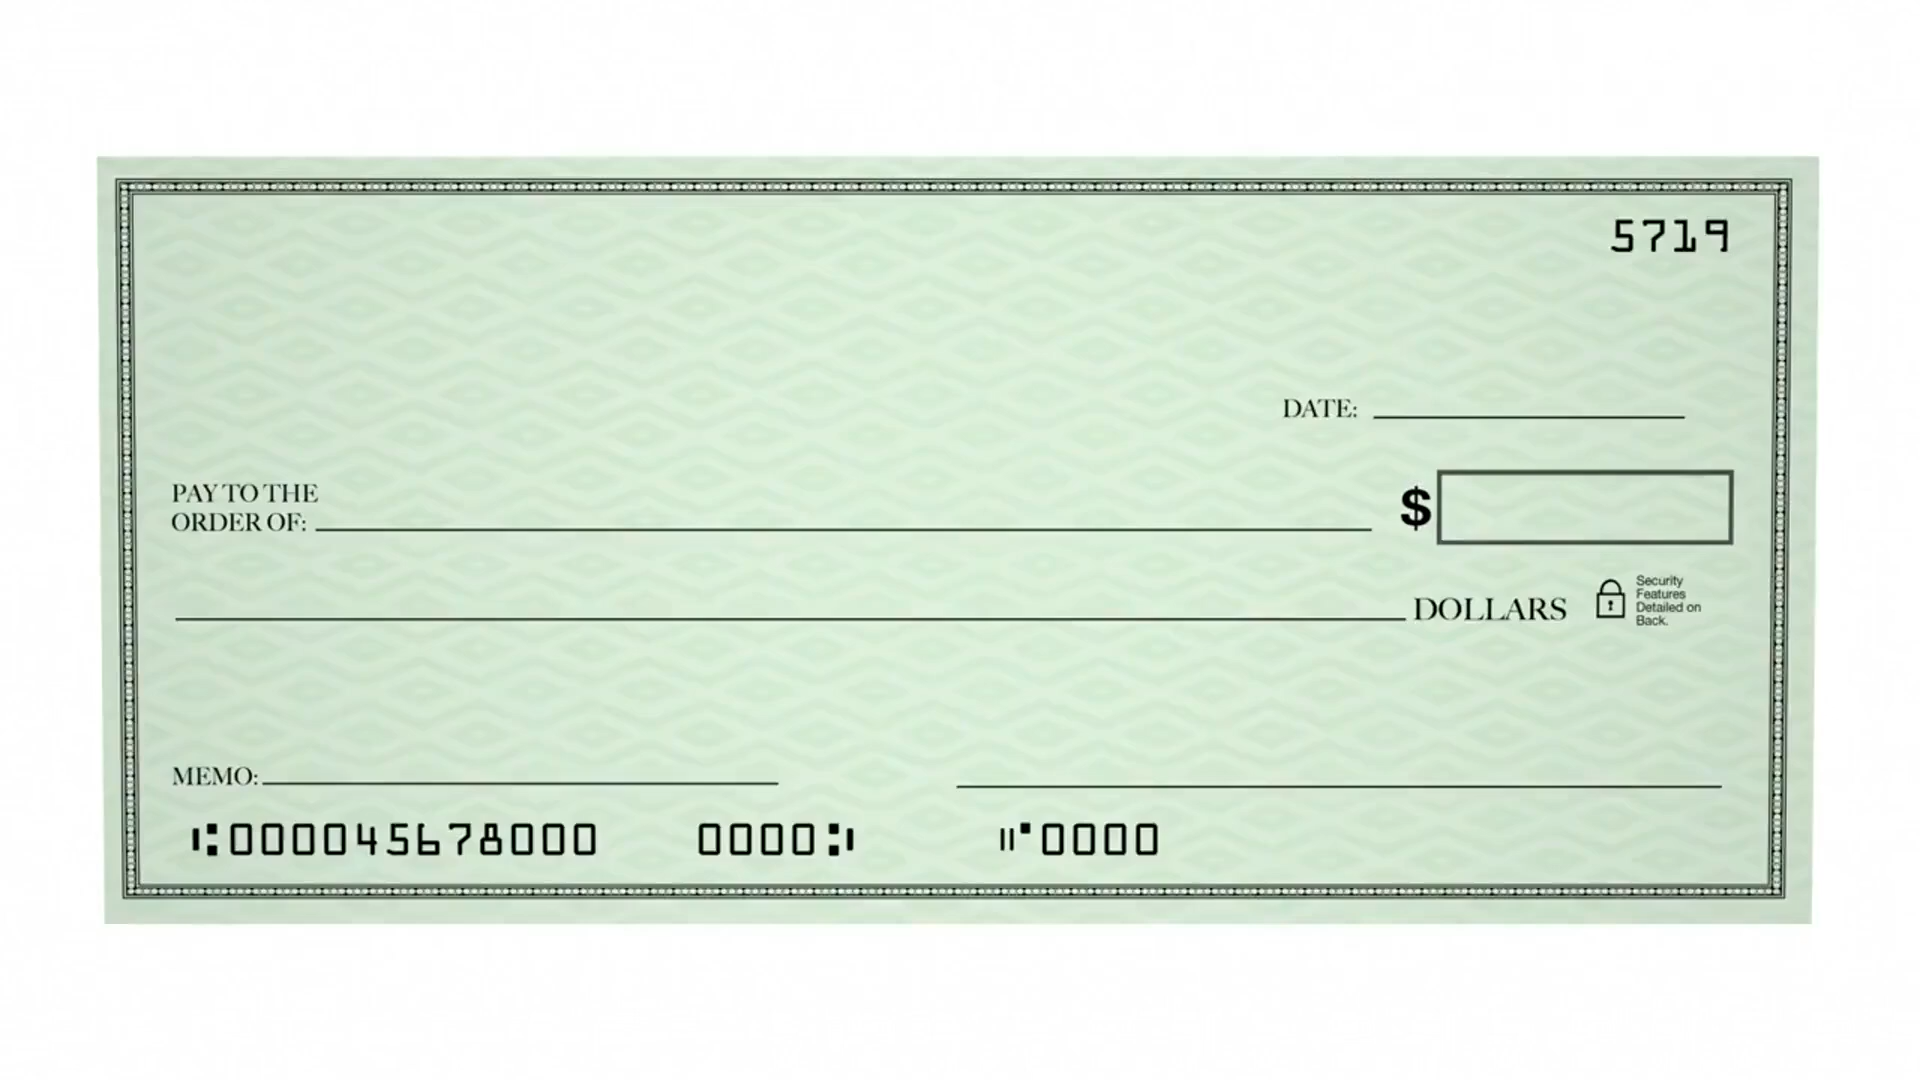 5719
DATE:
PAY TO THE
ORDER OF:
$
DOLLARS
Security
Features
Detailed on
Back.
MEMO:
⑆000045678000 0000⑆ ⑈0000